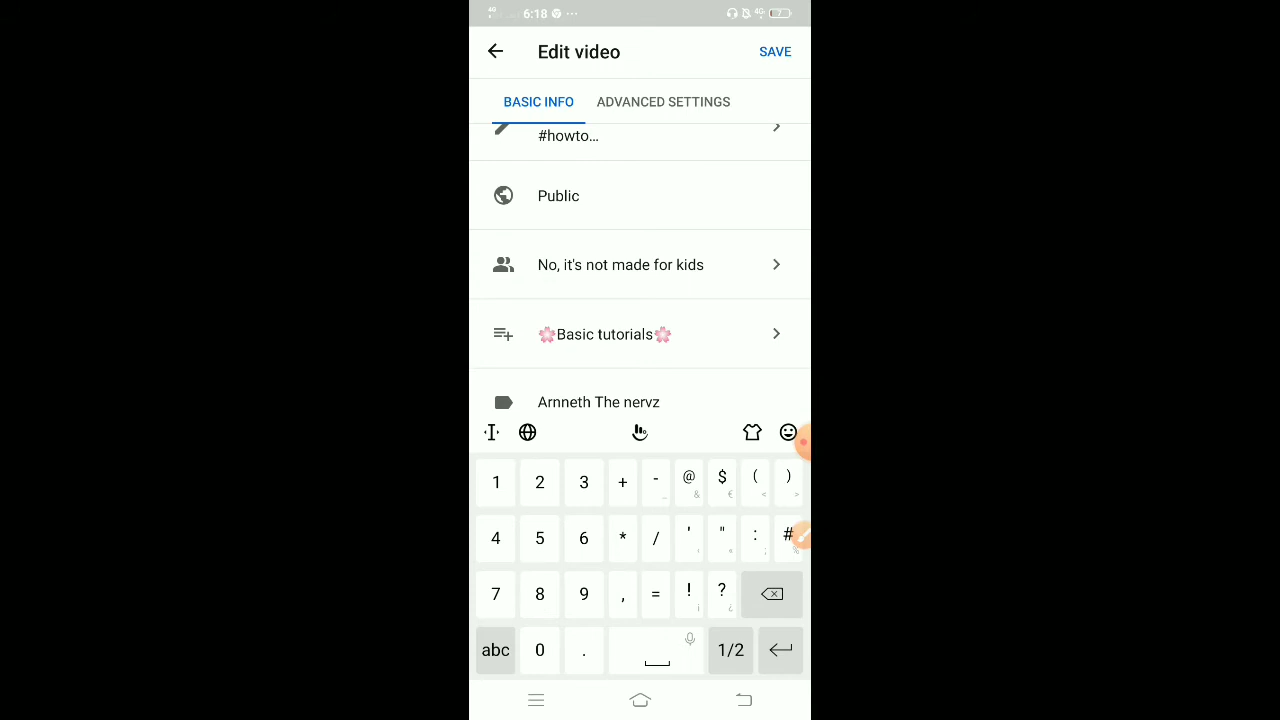 6:18
Edit video
SAVE
BASIC INFO
ADVANCED SETTINGS
#howto…
Public
No, it's not made for kids
🌸Basic tutorials🌸
Arnneth The nervz
1 2 3 + - _ @ & $ € ( < ) >
4 5 6 * / ' " : ; #
7 8 9 , = ! ¡ ? ¿
abc 0 . 1/2